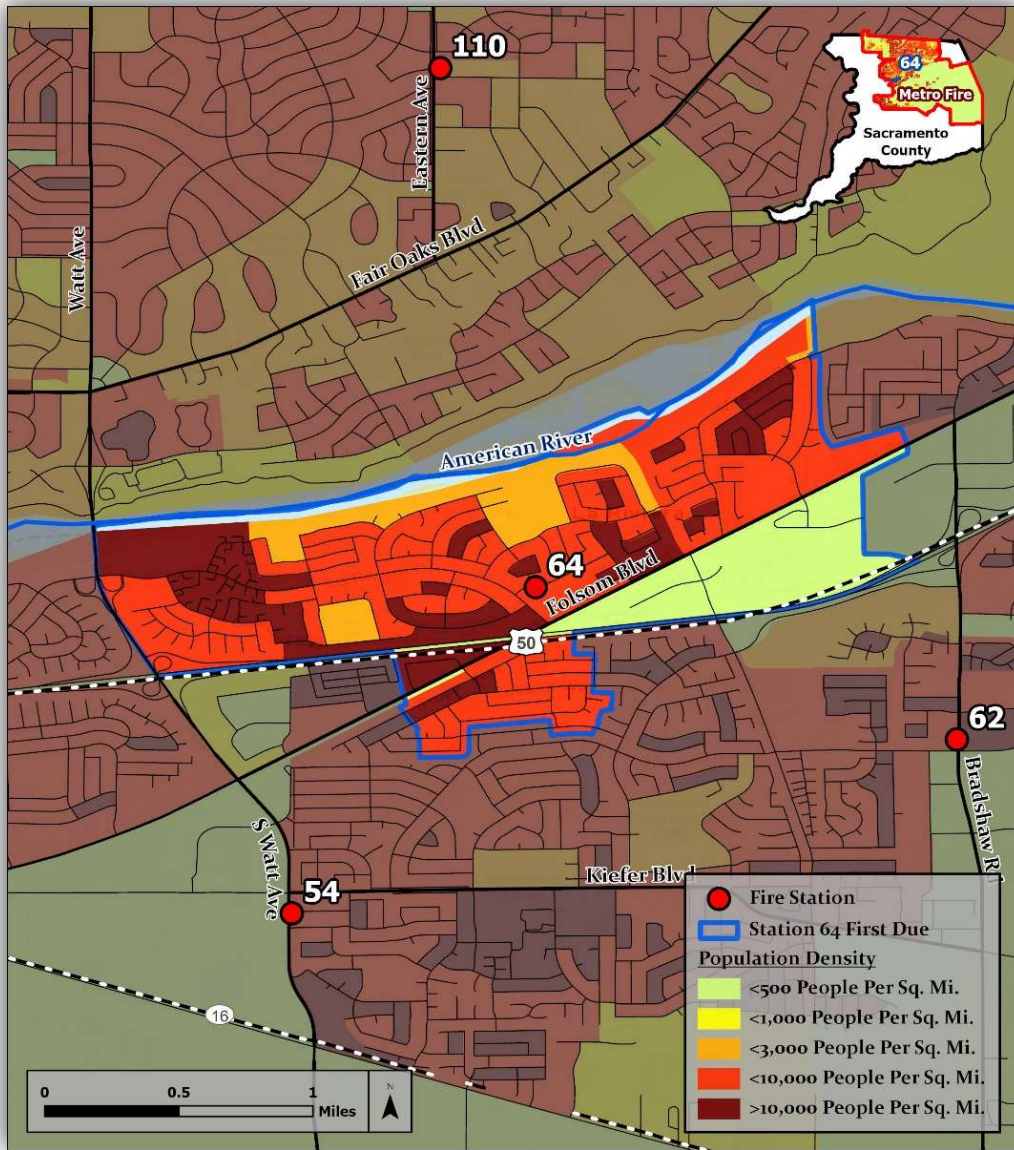 110
64
Metro Fire
Sacramento
County
Eastern Ave
Watt Ave
Fair Oaks Blvd
American River
64
Folsom Blvd
50
62
Bradshaw Rd
S Watt Ave
54
Kiefer Blvd
16
Fire Station
Station 64 First Due
Population Density
<500 People Per Sq. Mi.
<1,000 People Per Sq. Mi.
<3,000 People Per Sq. Mi.
<10,000 People Per Sq. Mi.
>10,000 People Per Sq. Mi.
0 0.5 1
Miles
N